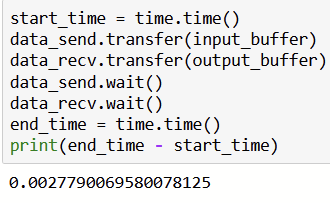 start_time = time.time()
data_send.transfer(input_buffer)
data_recv.transfer(output_buffer)
data_send.wait()
data_recv.wait()
end_time = time.time()
print(end_time - start_time)
0.0027790069580078125